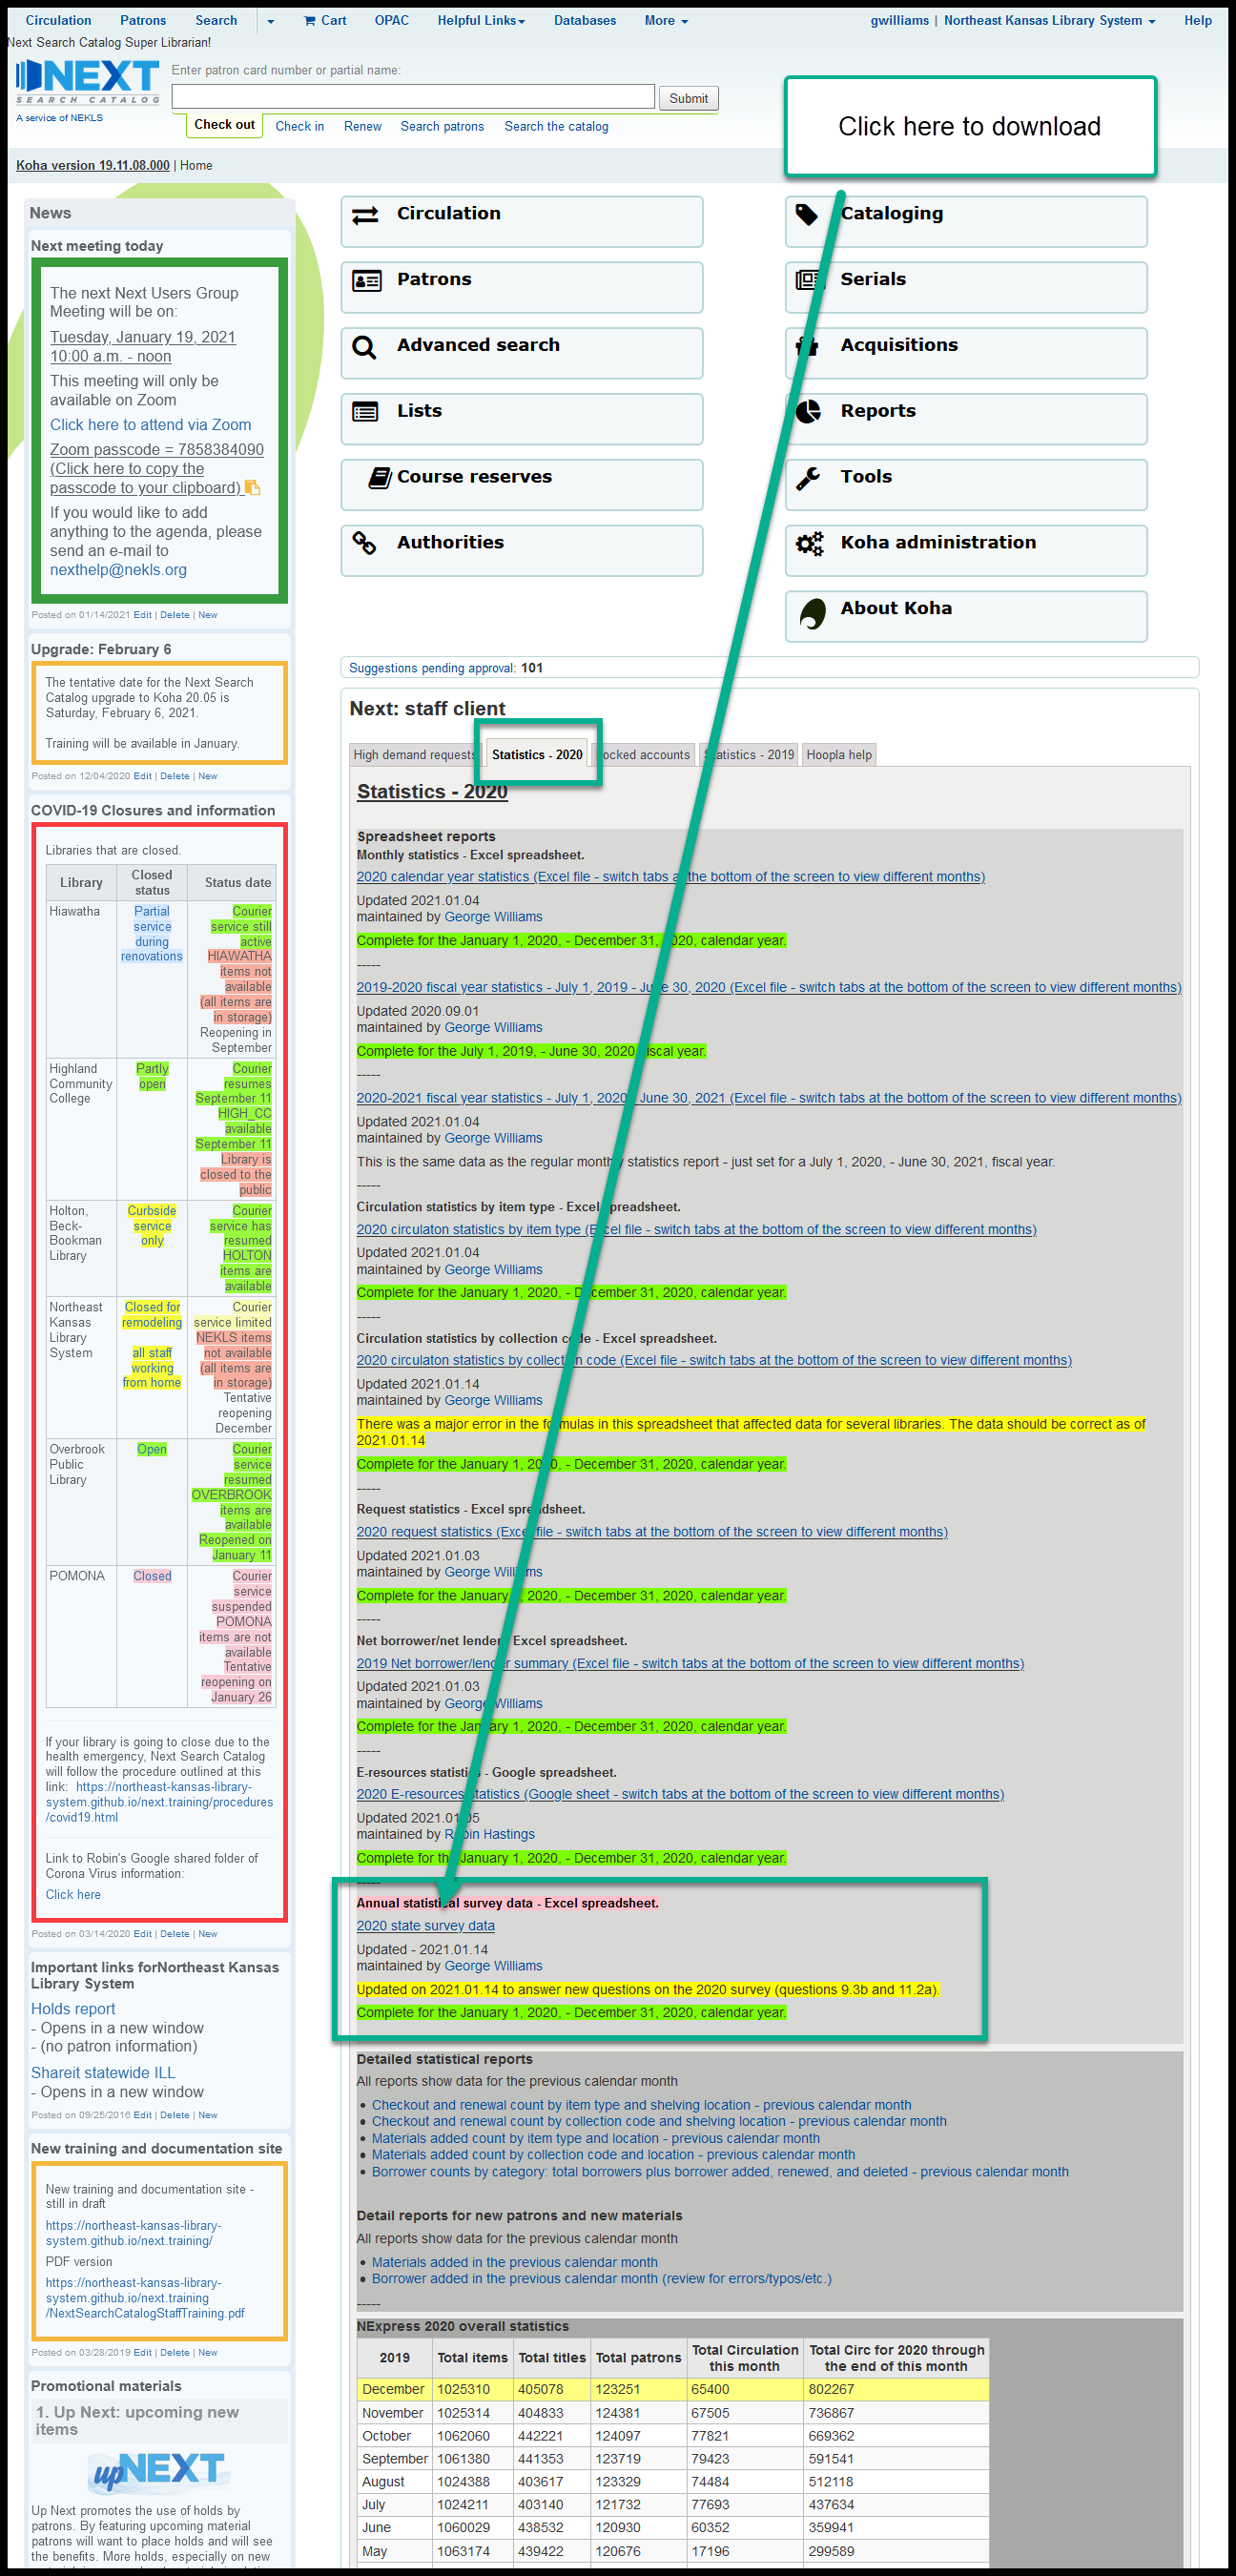 Circulation Patrons Search Cart OPAC Helpful Links Databases More gwilliams | Northeast Kansas Library System Help
Next Search Catalog Super Librarian!
NEXT
SEARCH CATALOG
A service of NEKLS
Enter patron card number or partial name:
Submit
Check out Check in Renew Search patrons Search the catalog
Click here to download
Koha version 19.11.08.000 | Home
News
Next meeting today
The next Next Users Group
Meeting will be on:
Tuesday, January 19, 2021
10:00 a.m. - noon
This meeting will only be
available on Zoom
Click here to attend via Zoom
Zoom passcode = 7858384090
(Click here to copy the
passcode to your clipboard)
If you would like to add
anything to the agenda, please
send an e-mail to
nexthelp@nekls.org
Posted on 01/14/2021 Edit | Delete | New
Upgrade: February 6
The tentative date for the Next Search
Catalog upgrade to Koha 20.05 is
Saturday, February 6, 2021.
Training will be available in January.
Posted on 12/04/2020 Edit | Delete | New
COVID-19 Closures and information
Libraries that are closed.
Library Closed status Status date
Hiawatha
Partial
service
during
renovations
Courier
service still
active
HIAWATHA
items not
available
(all items are
in storage)
Reopening in
September
Highland
Community
College
Partly
open
Courier
resumes
September 11
HIGH_CC
available
September 11
Library is
closed to the
public
Holton,
Beck-
Bookman
Library
Curbside
service
only
Courier
service has
resumed
HOLTON
items are
available
Northeast
Kansas
Library
System
Closed for
remodeling
all staff
working
from home
Courier
service limited
NEKLS items
not available
(all items are
in storage)
Tentative
reopening
December
Overbrook
Public
Library
Open
Courier
service
resumed
OVERBROOK
items are
available
Reopened on
January 11
POMONA
Closed
Courier
service
suspended
POMONA
items are not
available
Tentative
reopening on
January 26
If your library is going to close due to the
health emergency, Next Search Catalog
will follow the procedure outlined at this
link: https://northeast-kansas-library-
system.github.io/next.training/procedures
/covid19.html
Link to Robin's Google shared folder of
Corona Virus information:
Click here
Posted on 03/14/2020 Edit | Delete | New
Important links forNortheast Kansas
Library System
Holds report
- Opens in a new window
- (no patron information)
Shareit statewide ILL
- Opens in a new window
Posted on 09/25/2016 Edit | Delete | New
New training and documentation site
New training and documentation site -
still in draft
https://northeast-kansas-library-
system.github.io/next.training/
PDF version
https://northeast-kansas-library-
system.github.io/next.training
/NextSearchCatalogStaffTraining.pdf
Posted on 03/28/2019 Edit | Delete | New
Promotional materials
1. Up Next: upcoming new
items
upNEXT
Up Next promotes the use of holds by
patrons. By featuring upcoming material
patrons will want to place holds and will see
the benefits. More holds, especially on new
Circulation
Cataloging
Patrons
Serials
Advanced search
Acquisitions
Lists
Reports
Course reserves
Tools
Authorities
Koha administration
About Koha
Suggestions pending approval: 101
Next: staff client
High demand requests Statistics - 2020 ocked accounts Statistics - 2019 Hoopla help
Statistics - 2020
Spreadsheet reports
Monthly statistics - Excel spreadsheet.
2020 calendar year statistics (Excel file - switch tabs at the bottom of the screen to view different months)
Updated 2021.01.04
maintained by George Williams
Complete for the January 1, 2020, - December 31, 2020, calendar year.
-----
2019-2020 fiscal year statistics - July 1, 2019 - June 30, 2020 (Excel file - switch tabs at the bottom of the screen to view different months)
Updated 2020.09.01
maintained by George Williams
Complete for the July 1, 2019, - June 30, 2020 fiscal year.
-----
2020-2021 fiscal year statistics - July 1, 2020 - June 30, 2021 (Excel file - switch tabs at the bottom of the screen to view different months)
Updated 2021.01.04
maintained by George Williams
This is the same data as the regular monthly statistics report - just set for a July 1, 2020, - June 30, 2021, fiscal year.
-----
Circulation statistics by item type - Excel spreadsheet.
2020 circulaton statistics by item type (Excel file - switch tabs at the bottom of the screen to view different months)
Updated 2021.01.04
maintained by George Williams
Complete for the January 1, 2020, - December 31, 2020, calendar year.
-----
Circulation statistics by collection code - Excel spreadsheet.
2020 circulaton statistics by collection code (Excel file - switch tabs at the bottom of the screen to view different months)
Updated 2021.01.14
maintained by George Williams
There was a major error in the formulas in this spreadsheet that affected data for several libraries. The data should be correct as of
2021.01.14
Complete for the January 1, 2020, - December 31, 2020, calendar year.
-----
Request statistics - Excel spreadsheet.
2020 request statistics (Excel file - switch tabs at the bottom of the screen to view different months)
Updated 2021.01.03
maintained by George Williams
Complete for the January 1, 2020, - December 31, 2020, calendar year.
-----
Net borrower/net lender - Excel spreadsheet.
2019 Net borrower/lender summary (Excel file - switch tabs at the bottom of the screen to view different months)
Updated 2021.01.03
maintained by George Williams
Complete for the January 1, 2020, - December 31, 2020, calendar year.
-----
E-resources statistics - Google spreadsheet.
2020 E-resources statistics (Google sheet - switch tabs at the bottom of the screen to view different months)
Updated 2021.01.05
maintained by Robin Hastings
Complete for the January 1, 2020, - December 31, 2020, calendar year.
-----
Annual statistical survey data - Excel spreadsheet.
2020 state survey data
Updated - 2021.01.14
maintained by George Williams
Updated on 2021.01.14 to answer new questions on the 2020 survey (questions 9.3b and 11.2a).
Complete for the January 1, 2020, - December 31, 2020, calendar year.
Detailed statistical reports
All reports show data for the previous calendar month
• Checkout and renewal count by item type and shelving location - previous calendar month
• Checkout and renewal count by collection code and shelving location - previous calendar month
• Materials added count by item type and location - previous calendar month
• Materials added count by collection code and location - previous calendar month
• Borrower counts by category: total borrowers plus borrower added, renewed, and deleted - previous calendar month
Detail reports for new patrons and new materials
All reports show data for the previous calendar month
• Materials added in the previous calendar month
• Borrower added in the previous calendar month (review for errors/typos/etc.)
-----
NExpress 2020 overall statistics
2019 Total items Total titles Total patrons Total Circulation this month Total Circ for 2020 through the end of this month
December 1025310 405078 123251 65400 802267
November 1025314 404833 124381 67505 736867
October 1062060 442221 124097 77821 669362
September 1061380 441353 123719 79423 591541
August 1024388 403617 123329 74484 512118
July 1024211 403140 121732 77693 437634
June 1060029 438532 120930 60352 359941
May 1063174 439422 120676 17196 299589